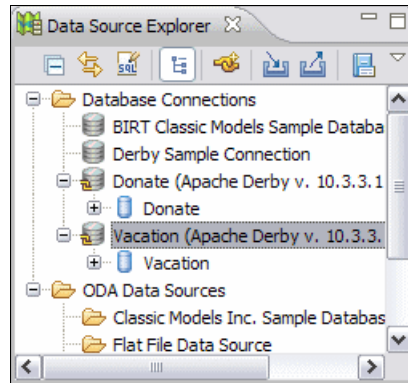 Data Source Explorer
SQL
Database Connections
BIRT Classic Models Sample Databa
Derby Sample Connection
Donate (Apache Derby v. 10.3.3.1
Donate
Vacation (Apache Derby v. 10.3.3.
Vacation
ODA Data Sources
Classic Models Inc. Sample Databas
Flat File Data Source